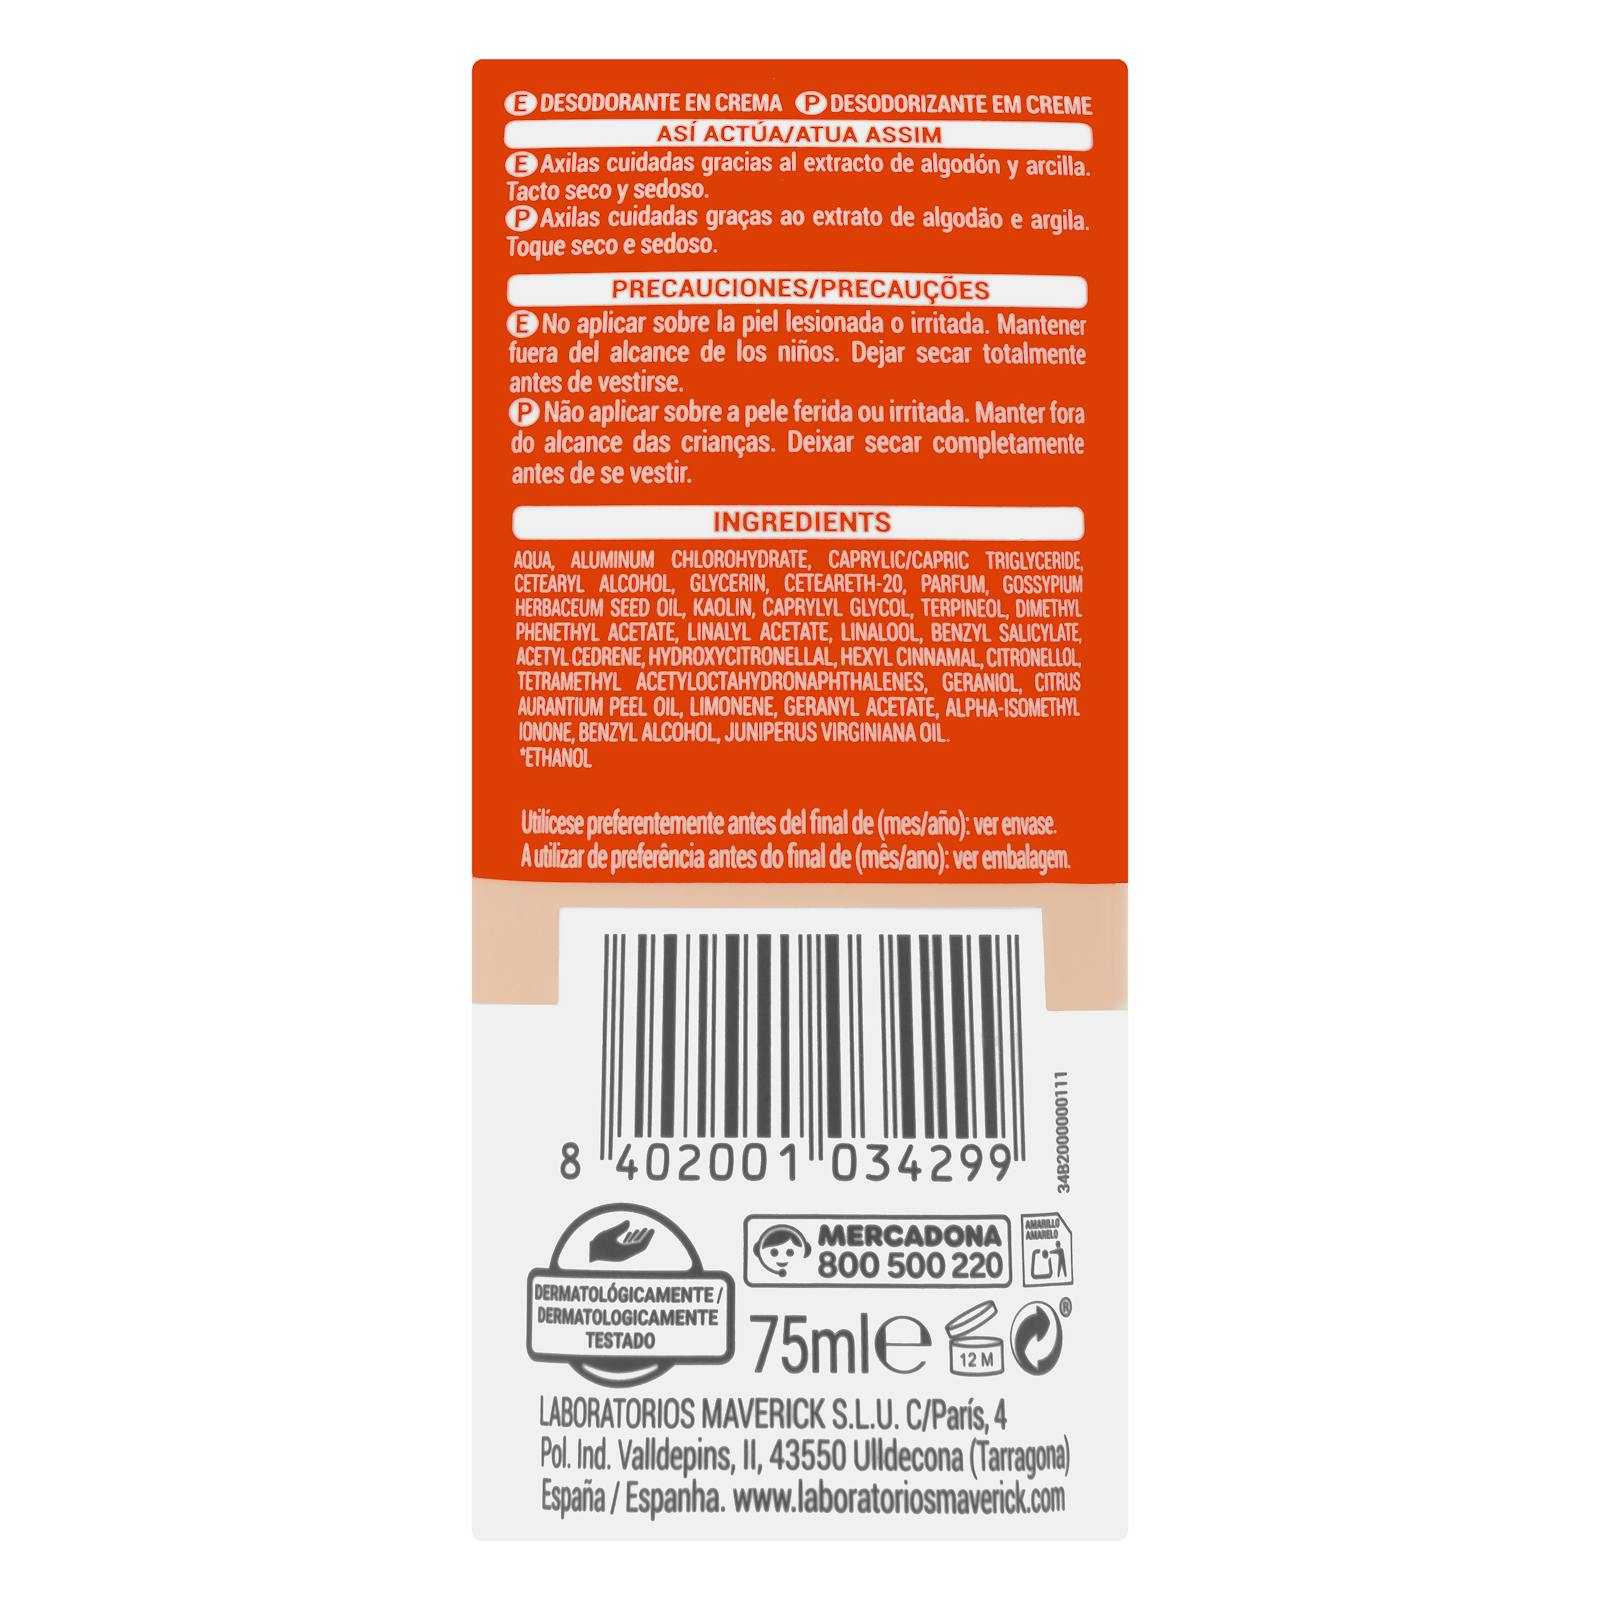 E DESODORANTE EN CREMA P DESODORIZANTE EM CREME
ASÍ ACTÚA/ATUA ASSIM
E Axilas cuidadas gracias al extracto de algodón y arcilla.
Tacto seco y sedoso.
P Axilas cuidadas graças ao extrato de algodão e argila.
Toque seco e sedoso.
PRECAUCIONES/PRECAUÇÕES
E No aplicar sobre la piel lesionada o irritada. Mantener
fuera del alcance de los niños. Dejar secar totalmente
antes de vestirse.
P Não aplicar sobre a pele ferida ou irritada. Manter fora
do alcance das crianças. Deixar secar completamente
antes de se vestir.
INGREDIENTS
AQUA, ALUMINUM CHLOROHYDRATE, CAPRYLIC/CAPRIC TRIGLYCERIDE,
CETEARYL ALCOHOL, GLYCERIN, CETEARETH-20, PARFUM, GOSSYPIUM
HERBACEUM SEED OIL, KAOLIN, CAPRYLYL GLYCOL, TERPINEOL, DIMETHYL
PHENETHYL ACETATE, LINALYL ACETATE, LINALOOL, BENZYL SALICYLATE,
ACETYL CEDRENE, HYDROXYCITRONELLAL, HEXYL CINNAMAL, CITRONELLOL,
TETRAMETHYL ACETYLOCTAHYDRONAPHTHALENES, GERANIOL, CITRUS
AURANTIUM PEEL OIL, LIMONENE, GERANYL ACETATE, ALPHA-ISOMETHYL
IONONE, BENZYL ALCOHOL, JUNIPERUS VIRGINIANA OIL.
*ETHANOL
Utilícese preferentemente antes del final de (mes/año): ver envase.
A utilizar de preferência antes do final de (mês/ano): ver embalagem.
8 402001 034299
34B2000000111
MERCADONA
800 500 220
AMARILLO
AMARELO
DERMATOLÓGICAMENTE /
DERMATOLOGICAMENTE
TESTADO
75ml e
12 M
®
LABORATORIOS MAVERICK S.L.U. C/París, 4
Pol. Ind. Valldepins, II, 43550 Ulldecona (Tarragona)
España / Espanha. www.laboratoriosmaverick.com